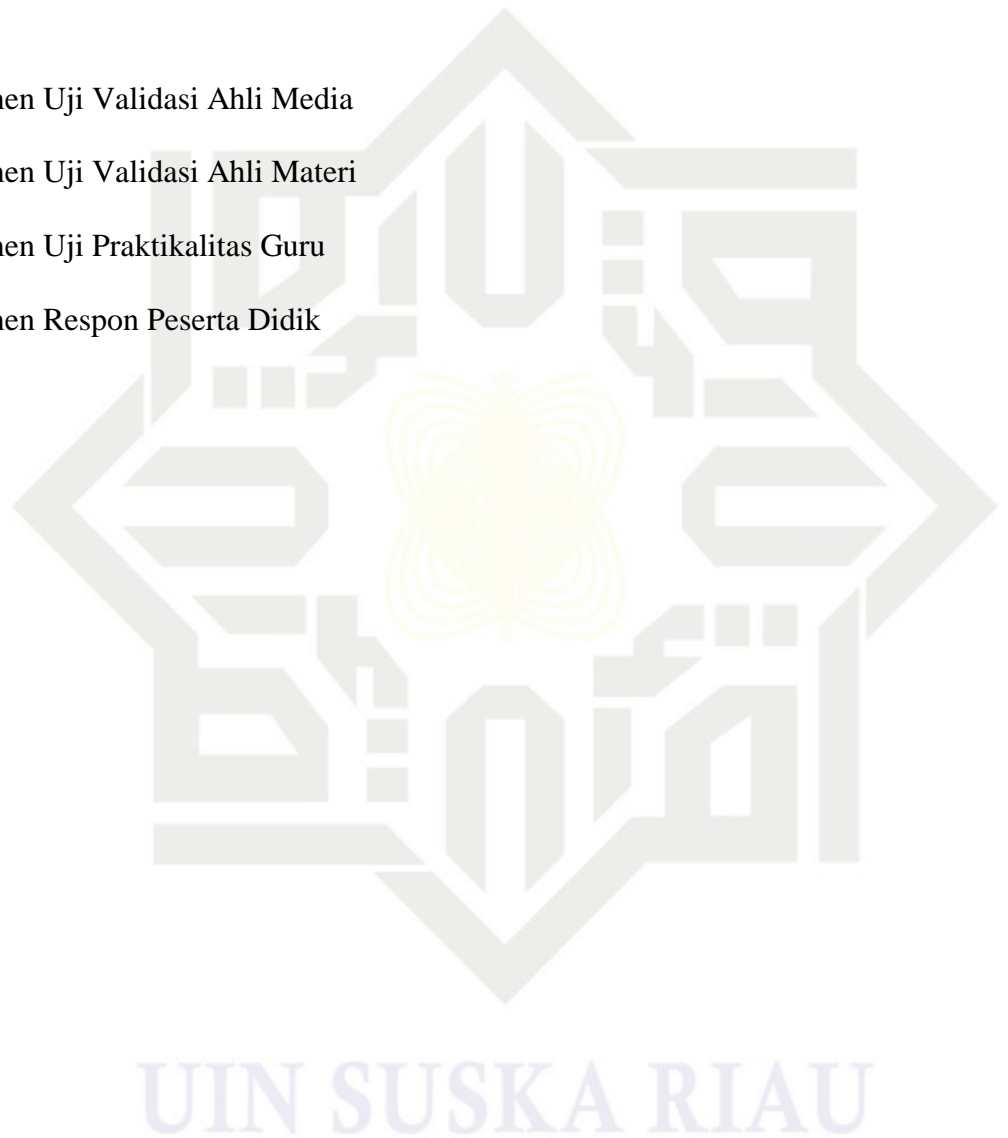 men Uji Validasi Ahli Media
men Uji Validasi Ahli Materi
men Uji Praktikalitas Guru
men Respon Peserta Didik
UIN SUSKA RIAU